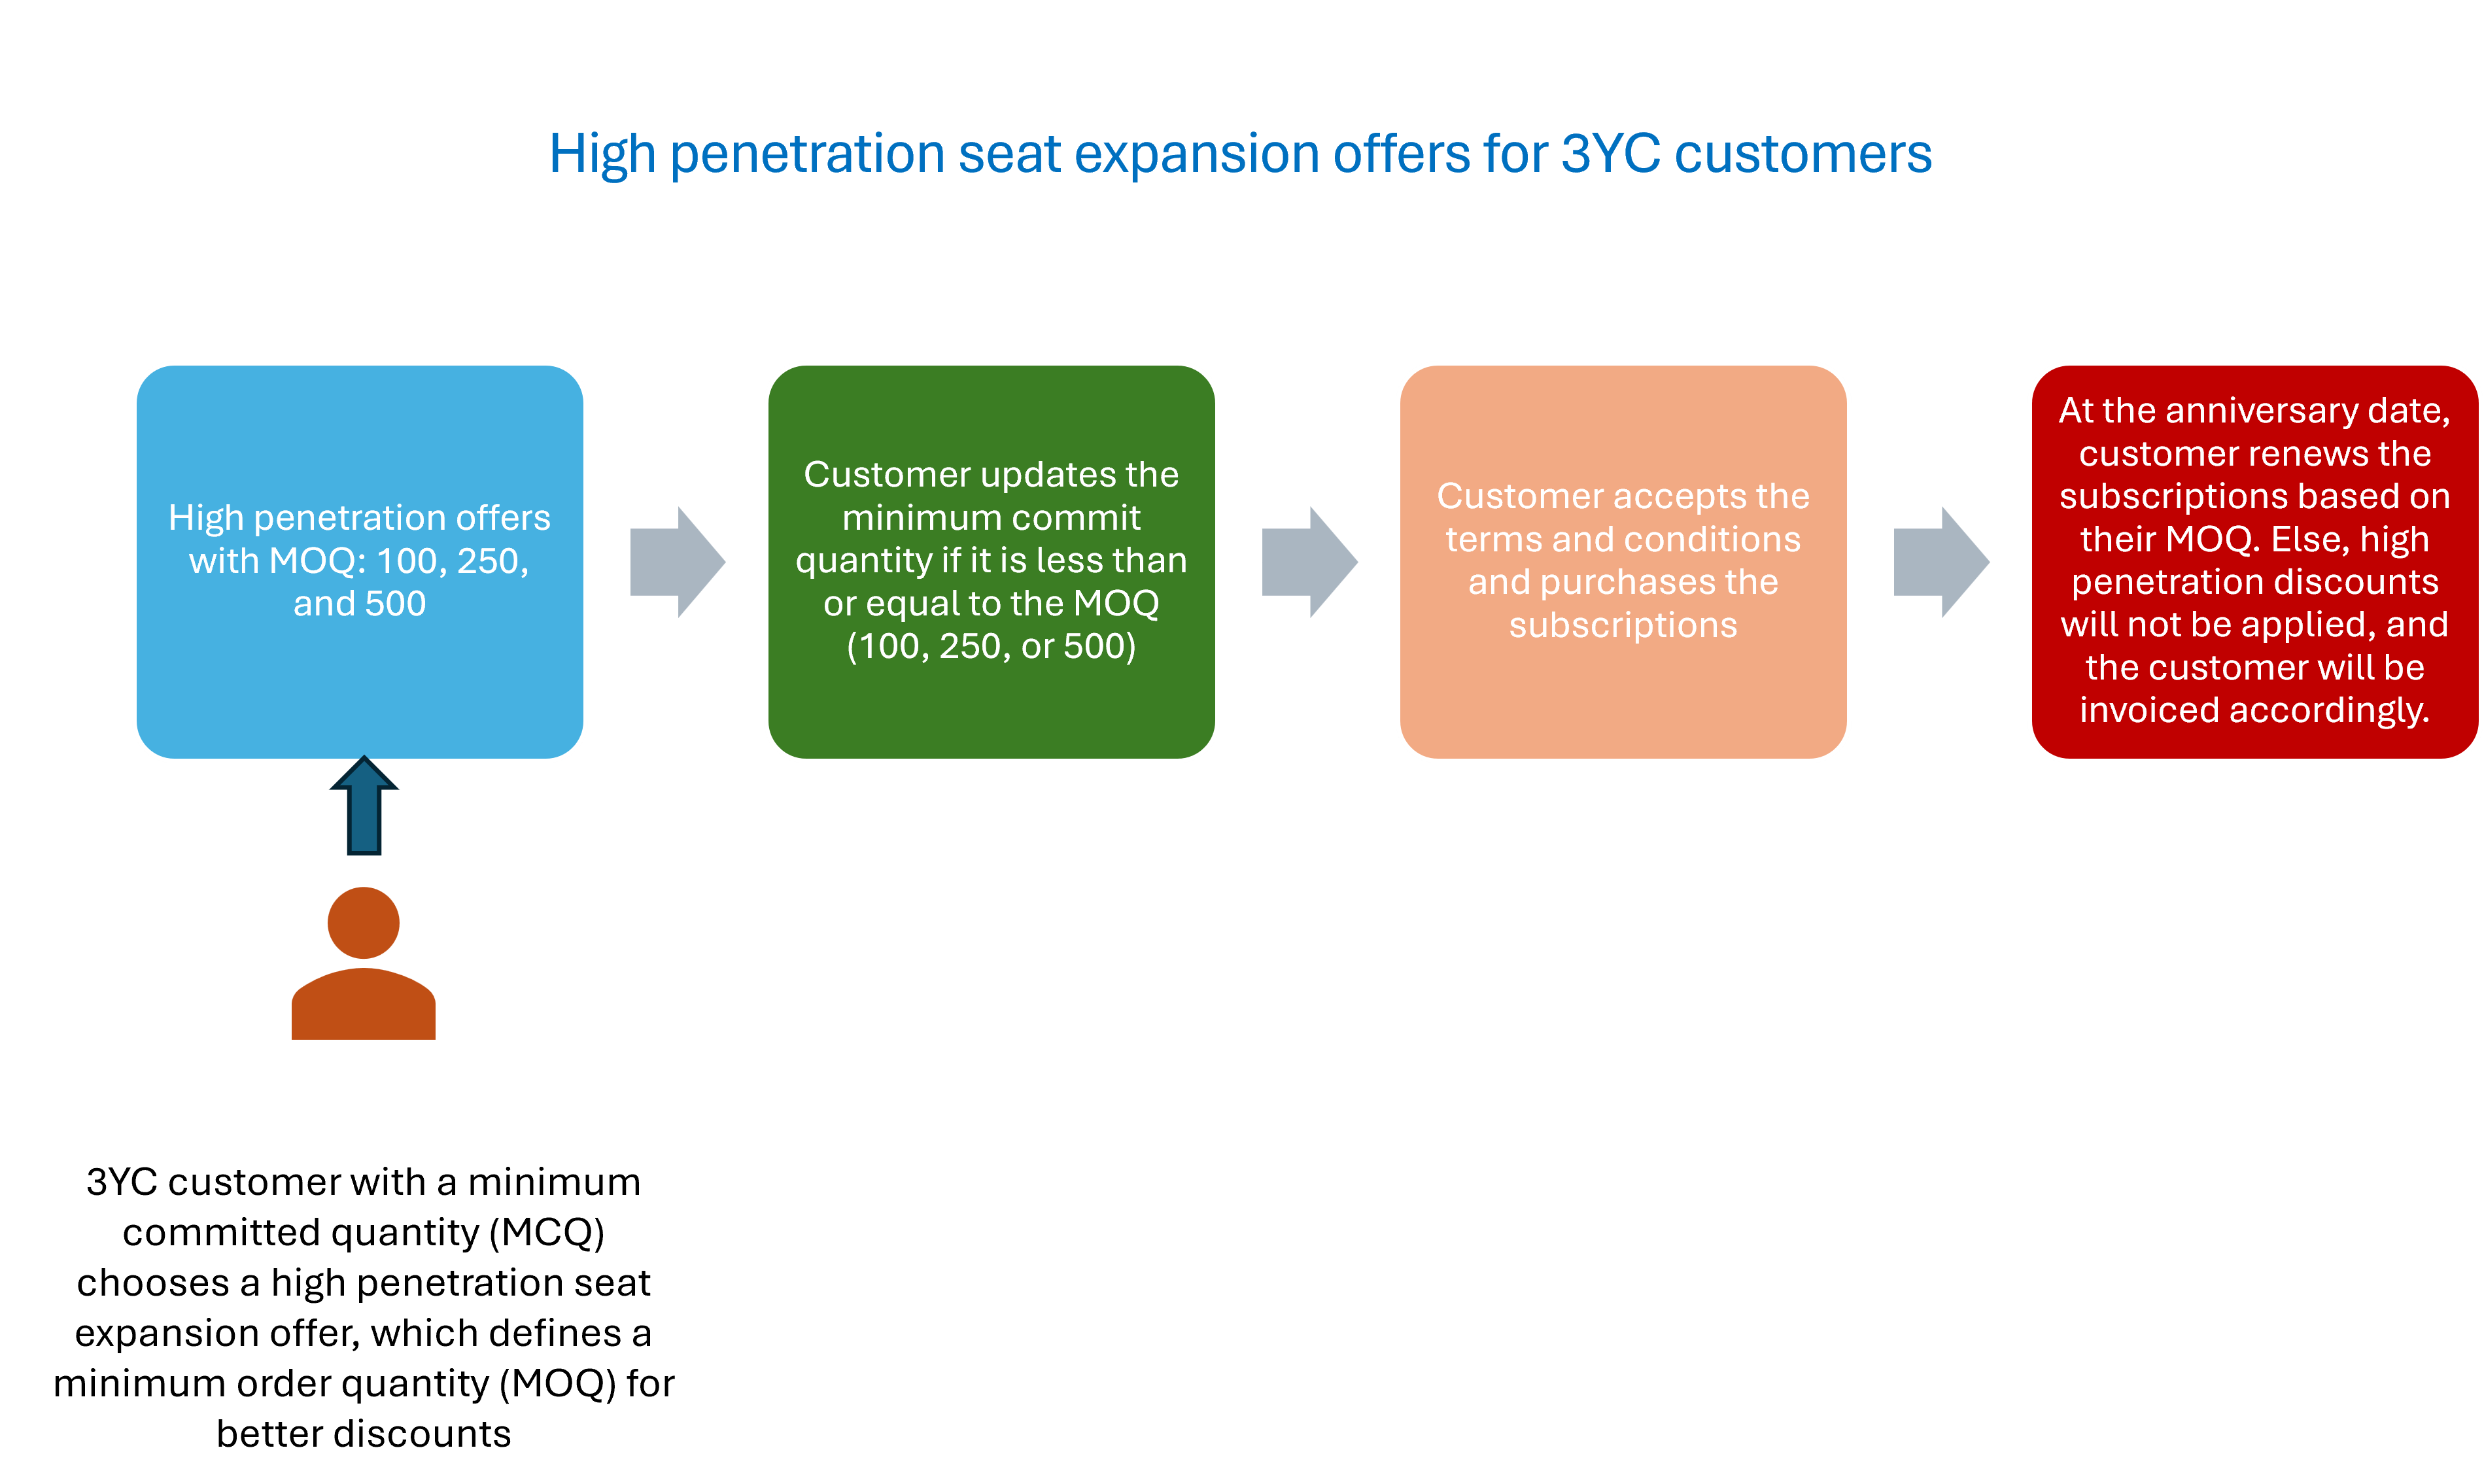 High penetration seat expansion offers for 3YC customers
High penetration offers
with MOQ: 100, 250,
and 500
Customer updates the
minimum commit
quantity if it is less than
or equal to the MOQ
(100, 250, or 500)
Customer accepts the
terms and conditions
and purchases the
subscriptions
At the anniversary date,
customer renews the
subscriptions based on
their MOQ. Else, high
penetration discounts
will not be applied, and
the customer will be
invoiced accordingly.
3YC customer with a minimum
committed quantity (MCQ)
chooses a high penetration seat
expansion offer, which defines a
minimum order quantity (MOQ) for
better discounts